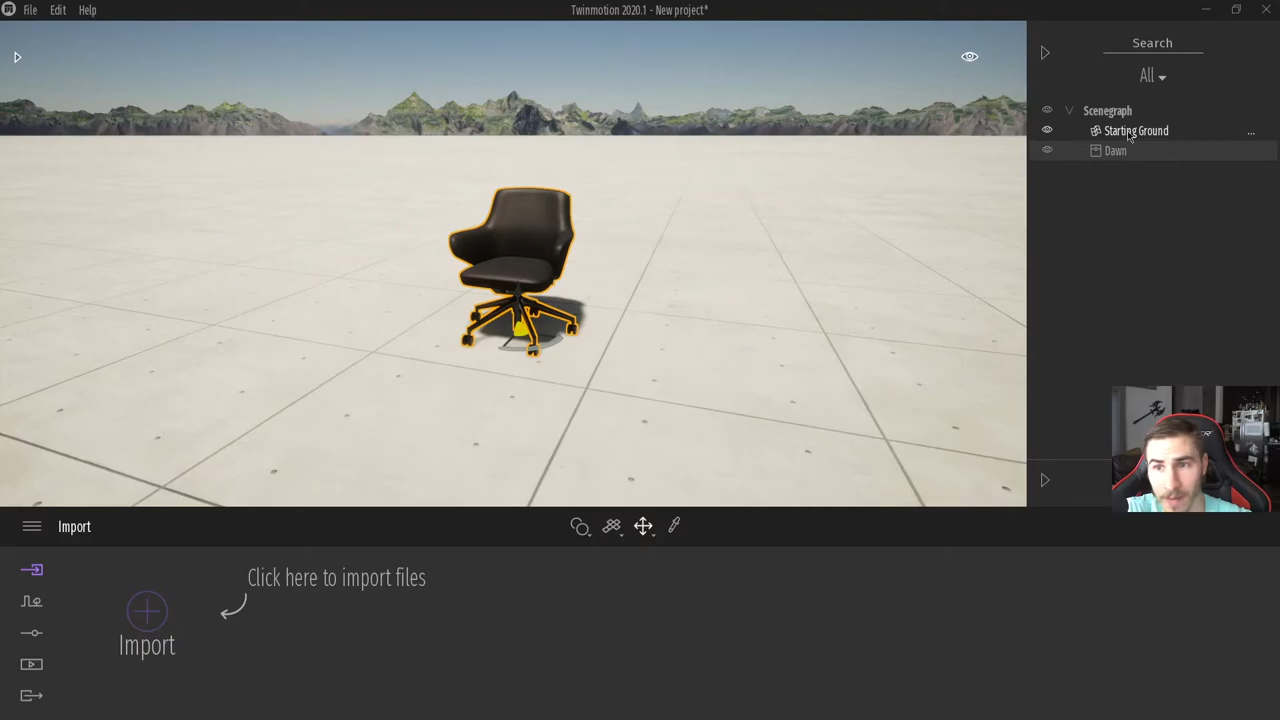 File Edit Help
Twinmotion 2020.1 - New project*
Search
All
Scenegraph
Starting Ground
...
Dawn
Import
Click here to import files
Import